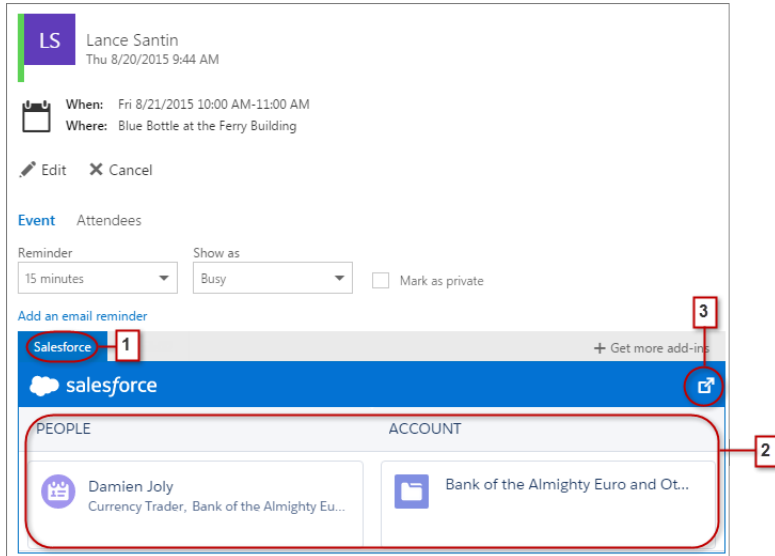 LS
Lance Santin
Thu 8/20/2015 9:44 AM
When: Fri 8/21/2015 10:00 AM-11:00 AM
Where: Blue Bottle at the Ferry Building
Edit Cancel
Event Attendees
Reminder Show as
15 minutes Busy Mark as private
Add an email reminder
3
Salesforce 1 + Get more add-ins
salesforce
PEOPLE ACCOUNT
2
Damien Joly Bank of the Almighty Euro and Ot...
Currency Trader, Bank of the Almighty Eu...